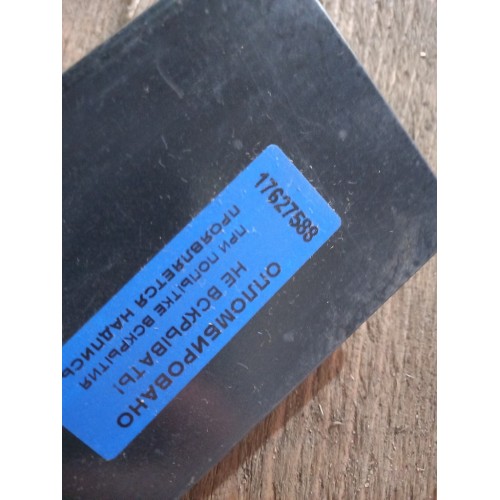 17627588
ОПЛОМБИРОВАНО
НЕ ВСКРЫВАТЬ!
ПРИ ПОПЫТКЕ ВСКРЫТИЯ
ПРОЯВЛЯЕТСЯ НАДПИСЬ